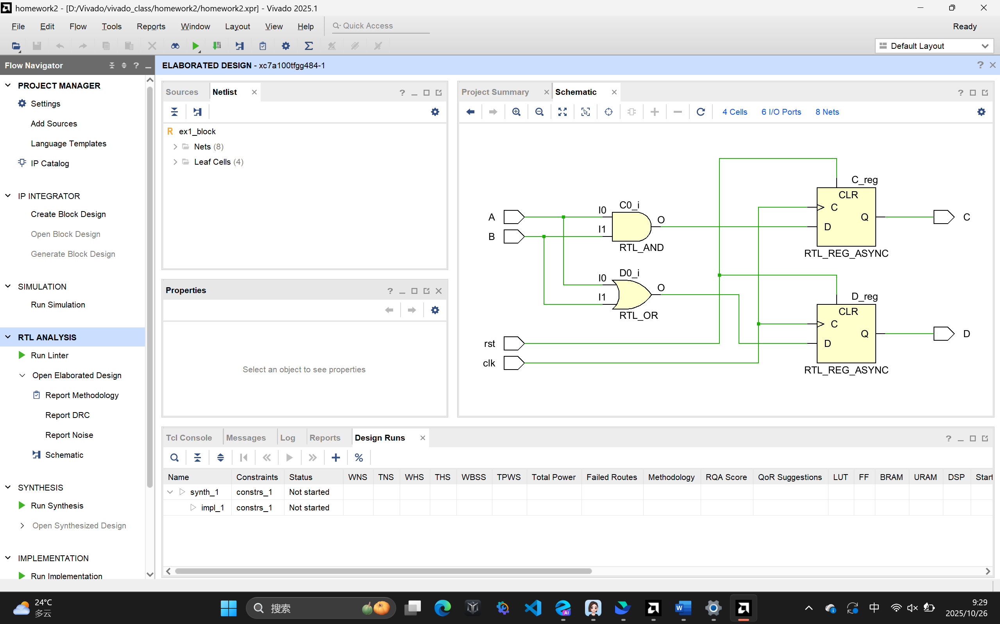 homework2 - [D:/Vivado/vivado_class/homework2/homework2.xpr] - Vivado 2025.1
File Edit Flow Tools Reports Window Layout View Help Quick Access Ready
Default Layout
Flow Navigator
ELABORATED DESIGN - xc7a100tfgg484-1
PROJECT MANAGER
Settings
Add Sources
Language Templates
IP Catalog
IP INTEGRATOR
Create Block Design
Open Block Design
Generate Block Design
SIMULATION
Run Simulation
RTL ANALYSIS
Run Linter
Open Elaborated Design
Report Methodology
Report DRC
Report Noise
Schematic
SYNTHESIS
Run Synthesis
Open Synthesized Design
IMPLEMENTATION
Run Implementation
Sources Netlist
R ex1_block
Nets (8)
Leaf Cells (4)
Properties
Select an object to see properties
Project Summary Schematic
4 Cells 6 I/O Ports 8 Nets
C_reg
CLR
C
Q
D
RTL_REG_ASYNC
C
A
B
C0_i
I0
I1
O
RTL_AND
D0_i
I0
I1
O
RTL_OR
D_reg
CLR
C
Q
D
RTL_REG_ASYNC
D
rst
clk
Tcl Console Messages Log Reports Design Runs
Name Constraints Status WNS TNS WHS THS WBSS TPWS Total Power Failed Routes Methodology RQA Score QoR Suggestions LUT FF BRAM URAM DSP Start
synth_1 constrs_1 Not started
impl_1 constrs_1 Not started
24°C
多云
搜索
中
9:29
2025/10/26